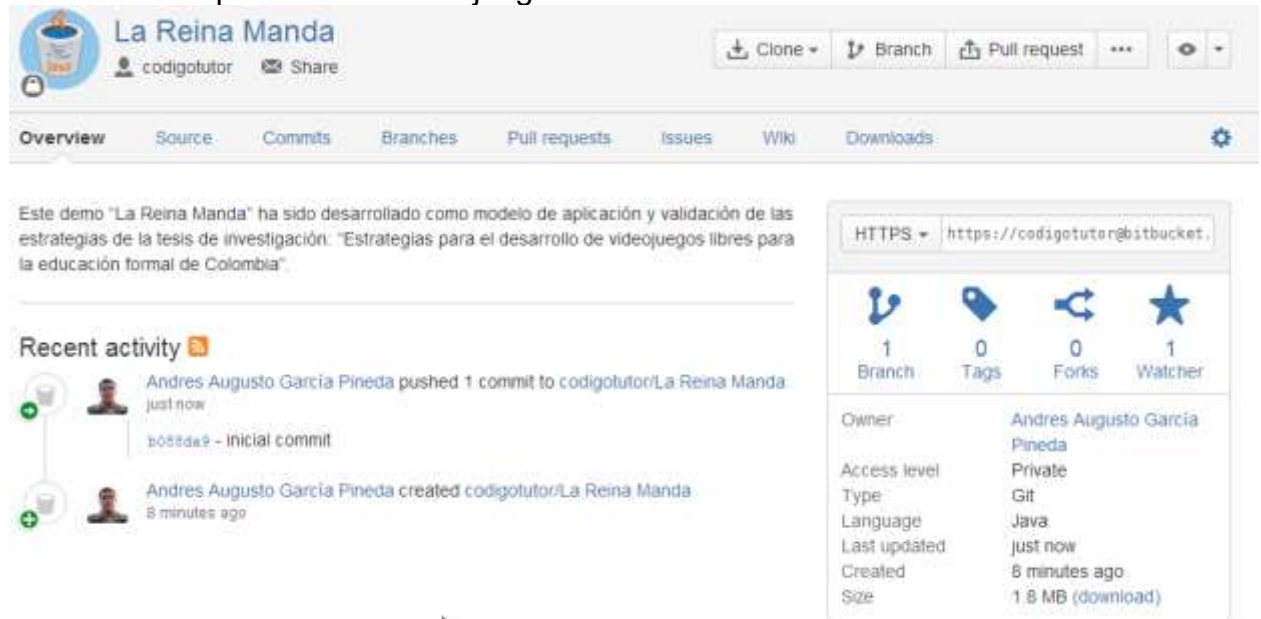 La Reina Manda
codigotutor Share
Clone Branch Pull request
Overview Source Commits Branches Pull requests Issues Wiki Downloads
Este demo "La Reina Manda" ha sido desarrollado como modelo de aplicación y validación de las
estrategias de la tesis de investigación: "Estrategias para el desarrollo de videojuegos libres para
la educación formal de Colombia".
Recent activity
Andres Augusto García Pineda pushed 1 commit to codigotutor/La Reina Manda
just now
- inicial commit
Andres Augusto García Pineda created codigotutor/La Reina Manda
8 minutes ago
HTTPS https://codigotutor@bitbucket.
1 0 0 1
Branch Tags Forks Watcher
Owner Andres Augusto García
Pineda
Access level Private
Type Git
Language Java
Last updated just now
Created 8 minutes ago
Size 1.8 MB (download)